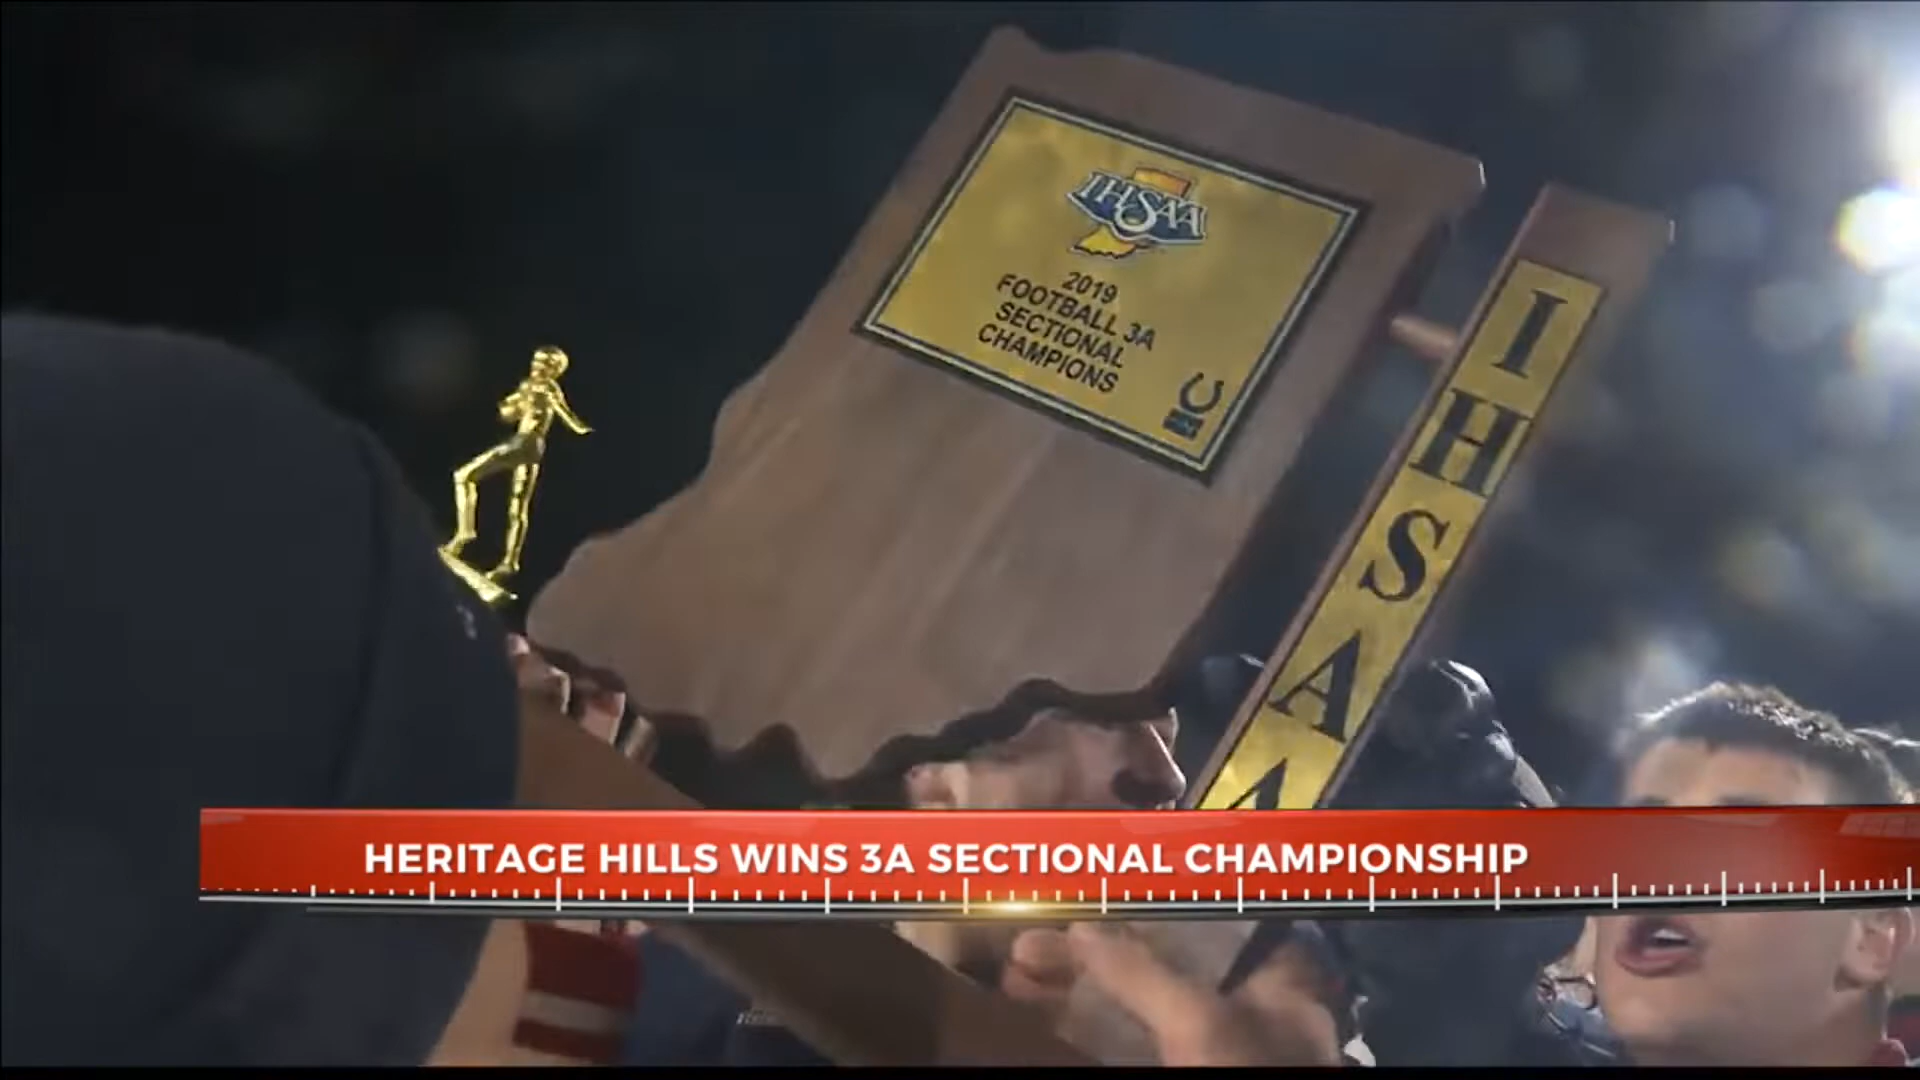 IHSAA
2019
FOOTBALL 3A
SECTIONAL
CHAMPIONS
IHSAA
HERITAGE HILLS WINS 3A SECTIONAL CHAMPIONSHIP